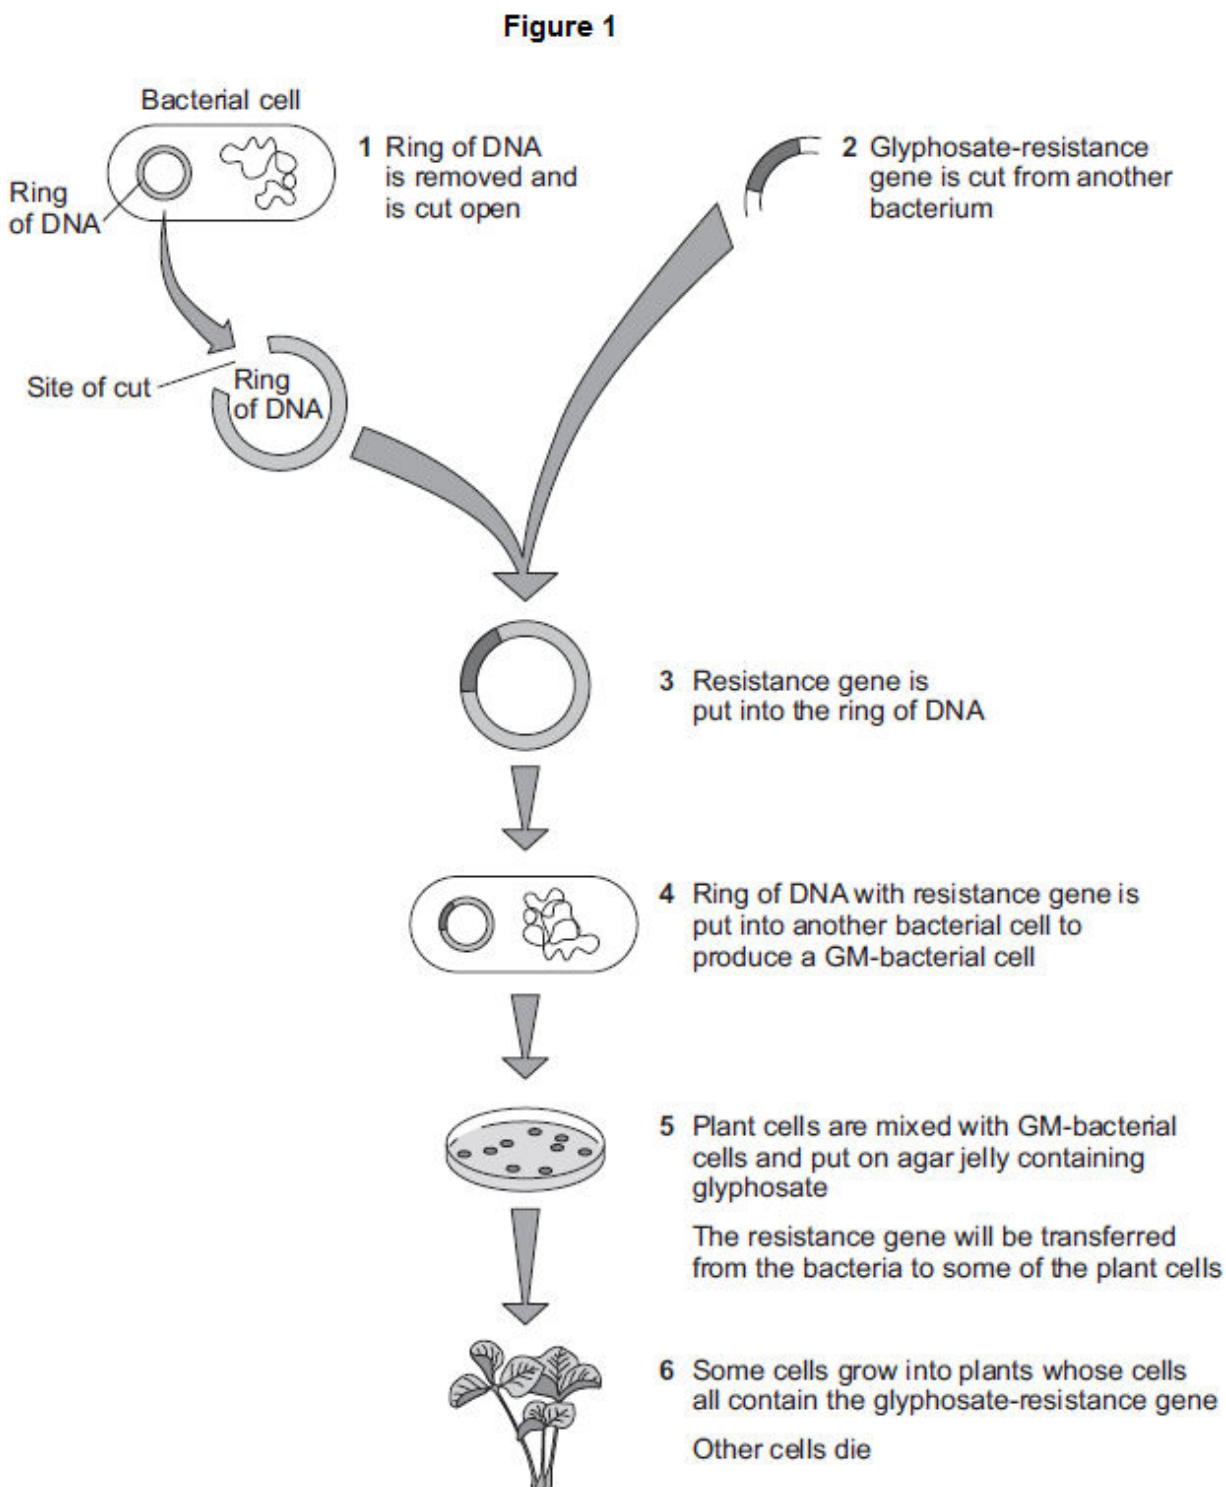 Figure 1
Bacterial cell
Ring
of DNA
1 Ring of DNA
is removed and
is cut open
2 Glyphosate-resistance
gene is cut from another
bacterium
Site of cut
Ring
of DNA
3 Resistance gene is
put into the ring of DNA
4 Ring of DNA with resistance gene is
put into another bacterial cell to
produce a GM-bacterial cell
5 Plant cells are mixed with GM-bacterial
cells and put on agar jelly containing
glyphosate
The resistance gene will be transferred
from the bacteria to some of the plant cells
6 Some cells grow into plants whose cells
all contain the glyphosate-resistance gene
Other cells die